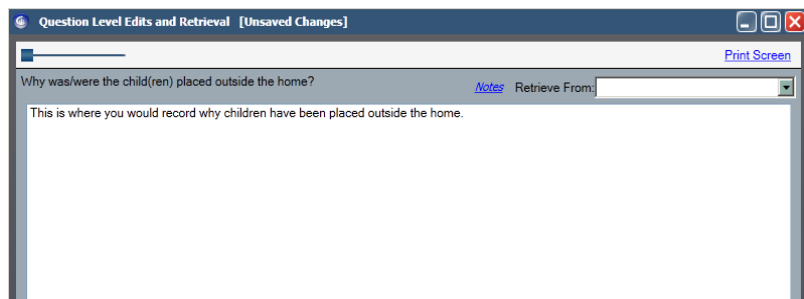 Question Level Edits and Retrieval [Unsaved Changes]
Print Screen
Why was/were the child(ren) placed outside the home?
Notes Retrieve From:
This is where you would record why children have been placed outside the home.